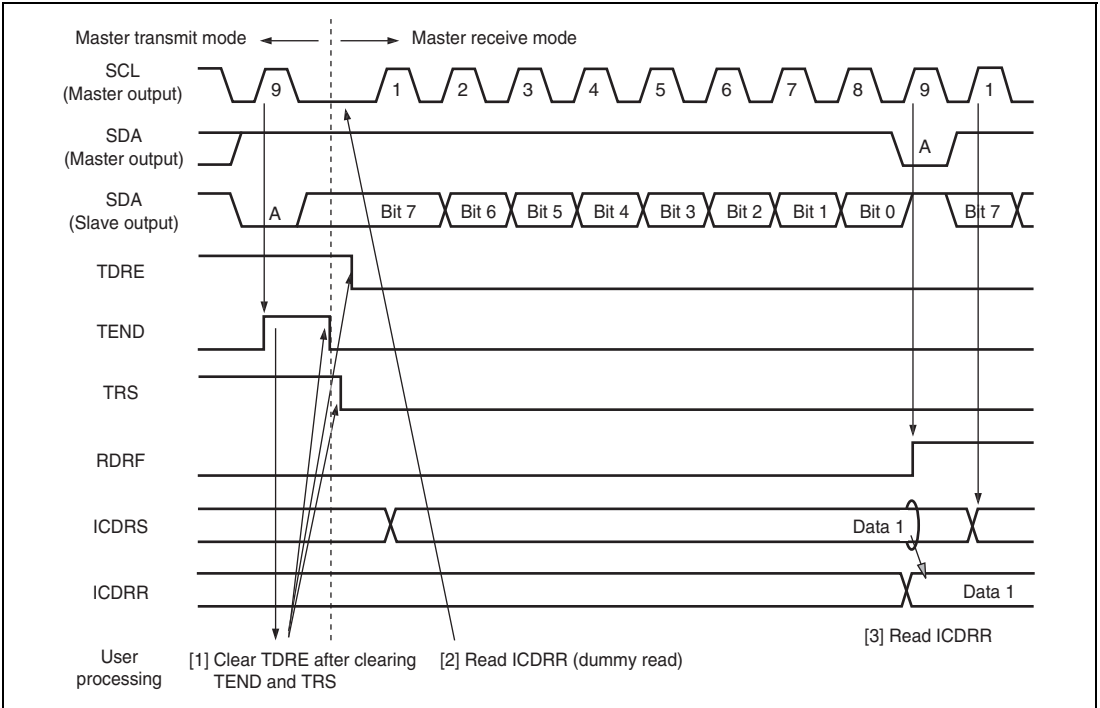 Master transmit mode Master receive mode
SCL
(Master output)
9 1 2 3 4 5 6 7 8 9 1
SDA
(Master output)
A
SDA
(Slave output)
A Bit 7 Bit 6 Bit 5 Bit 4 Bit 3 Bit 2 Bit 1 Bit 0 Bit 7
TDRE
TEND
TRS
RDRF
ICDRS
Data 1
ICDRR
Data 1
[3] Read ICDRR
User
processing
[1] Clear TDRE after clearing
TEND and TRS
[2] Read ICDRR (dummy read)